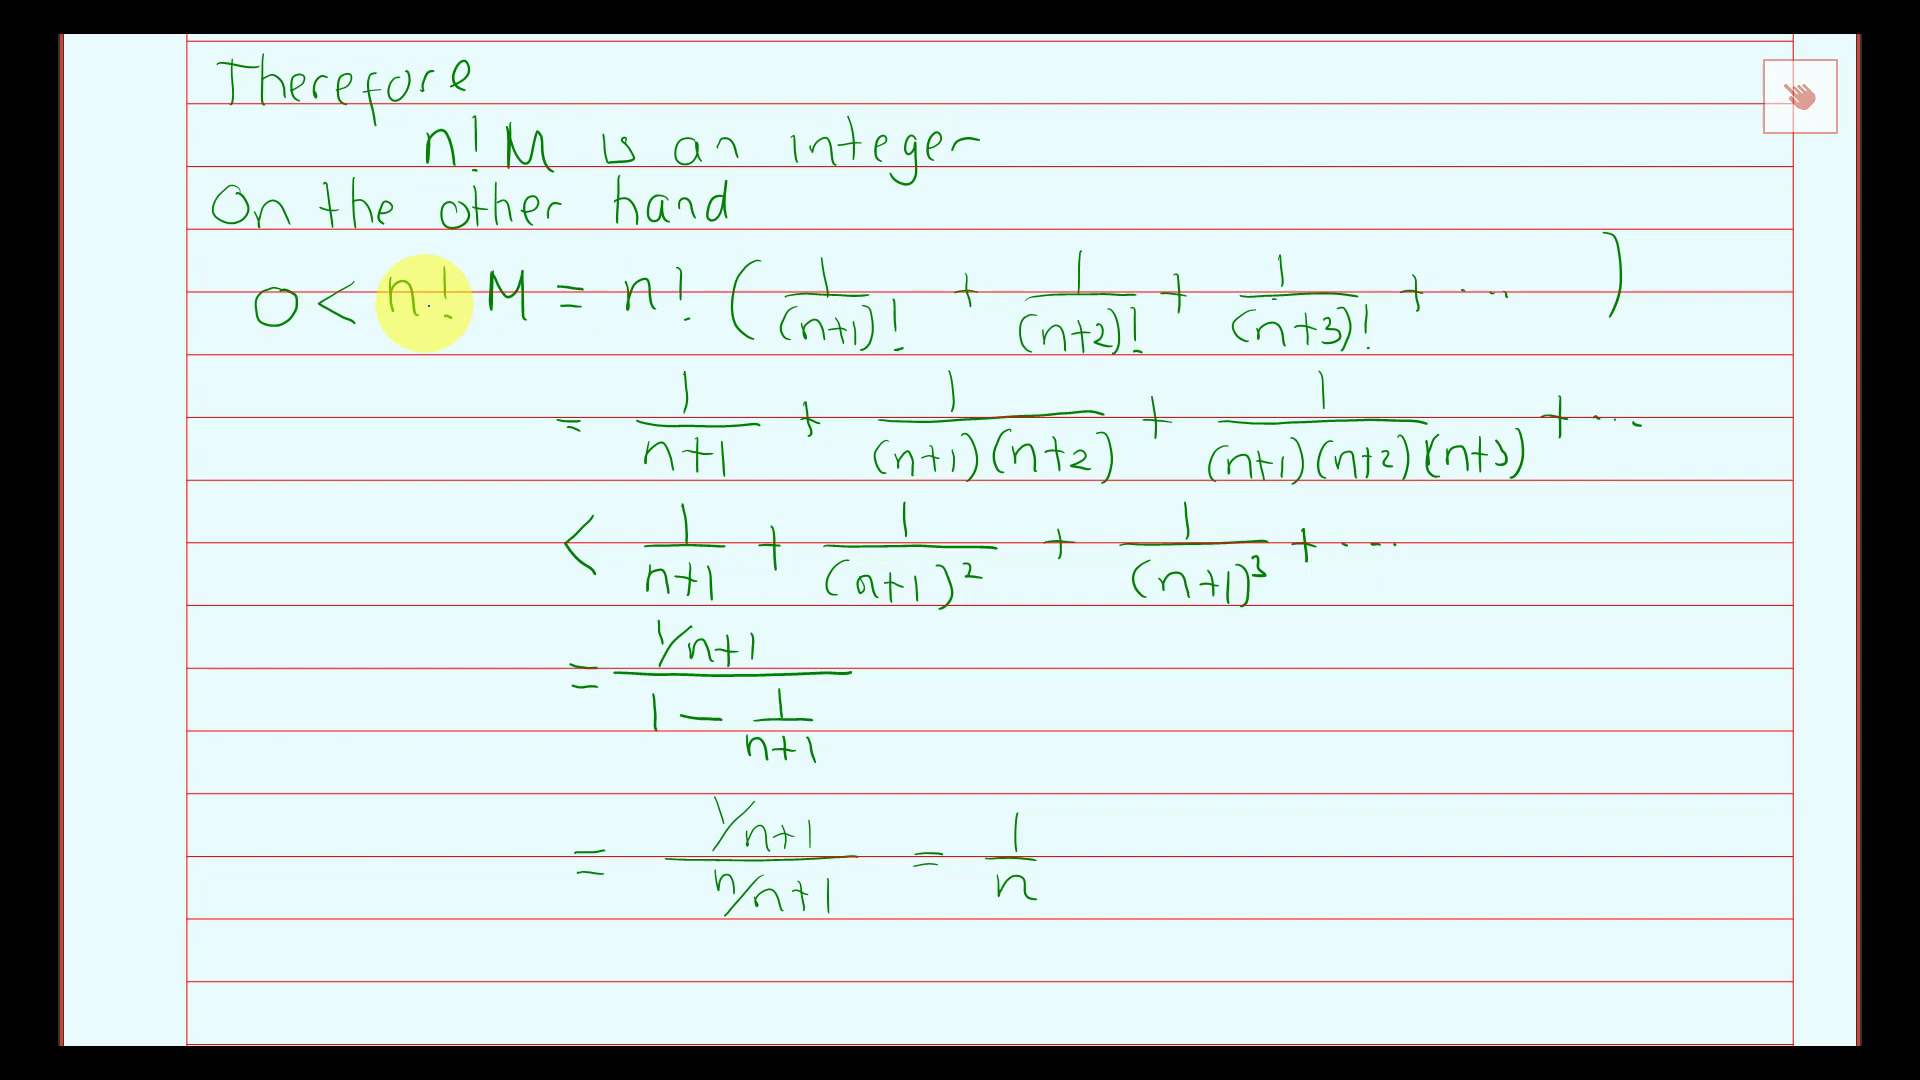 Therefore
n! M is an integer
On the other hand
0 < n! M = n! ( 1/(n+1)! + 1/(n+2)! + 1/(n+3)! + ... )
= 1/(n+1) + 1/((n+1)(n+2)) + 1/((n+1)(n+2)(n+3)) + ...
< 1/(n+1) + 1/(n+1)² + 1/(n+1)³ + ...
= (1/n+1)/(1 - 1/(n+1))
= (1/n+1)/(n/n+1) = 1/n